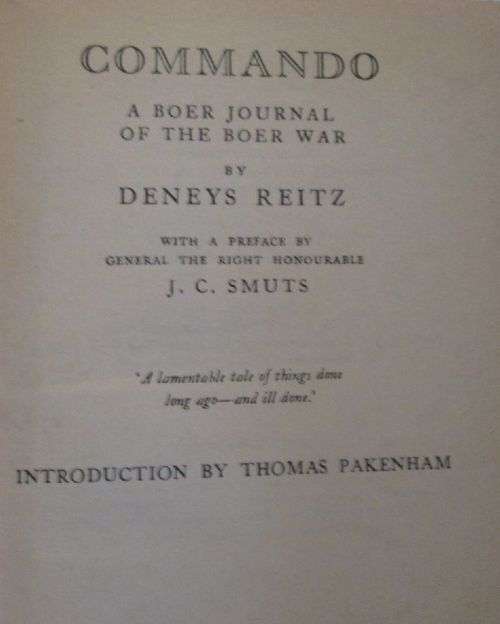 COMMANDO
A BOER JOURNAL
OF THE BOER WAR
BY
DENEYS REITZ
WITH A PREFACE BY
GENERAL THE RIGHT HONOURABLE
J. C. SMUTS
'A lamentable tale of things done
long ago—and ill done.'
INTRODUCTION BY THOMAS PAKENHAM